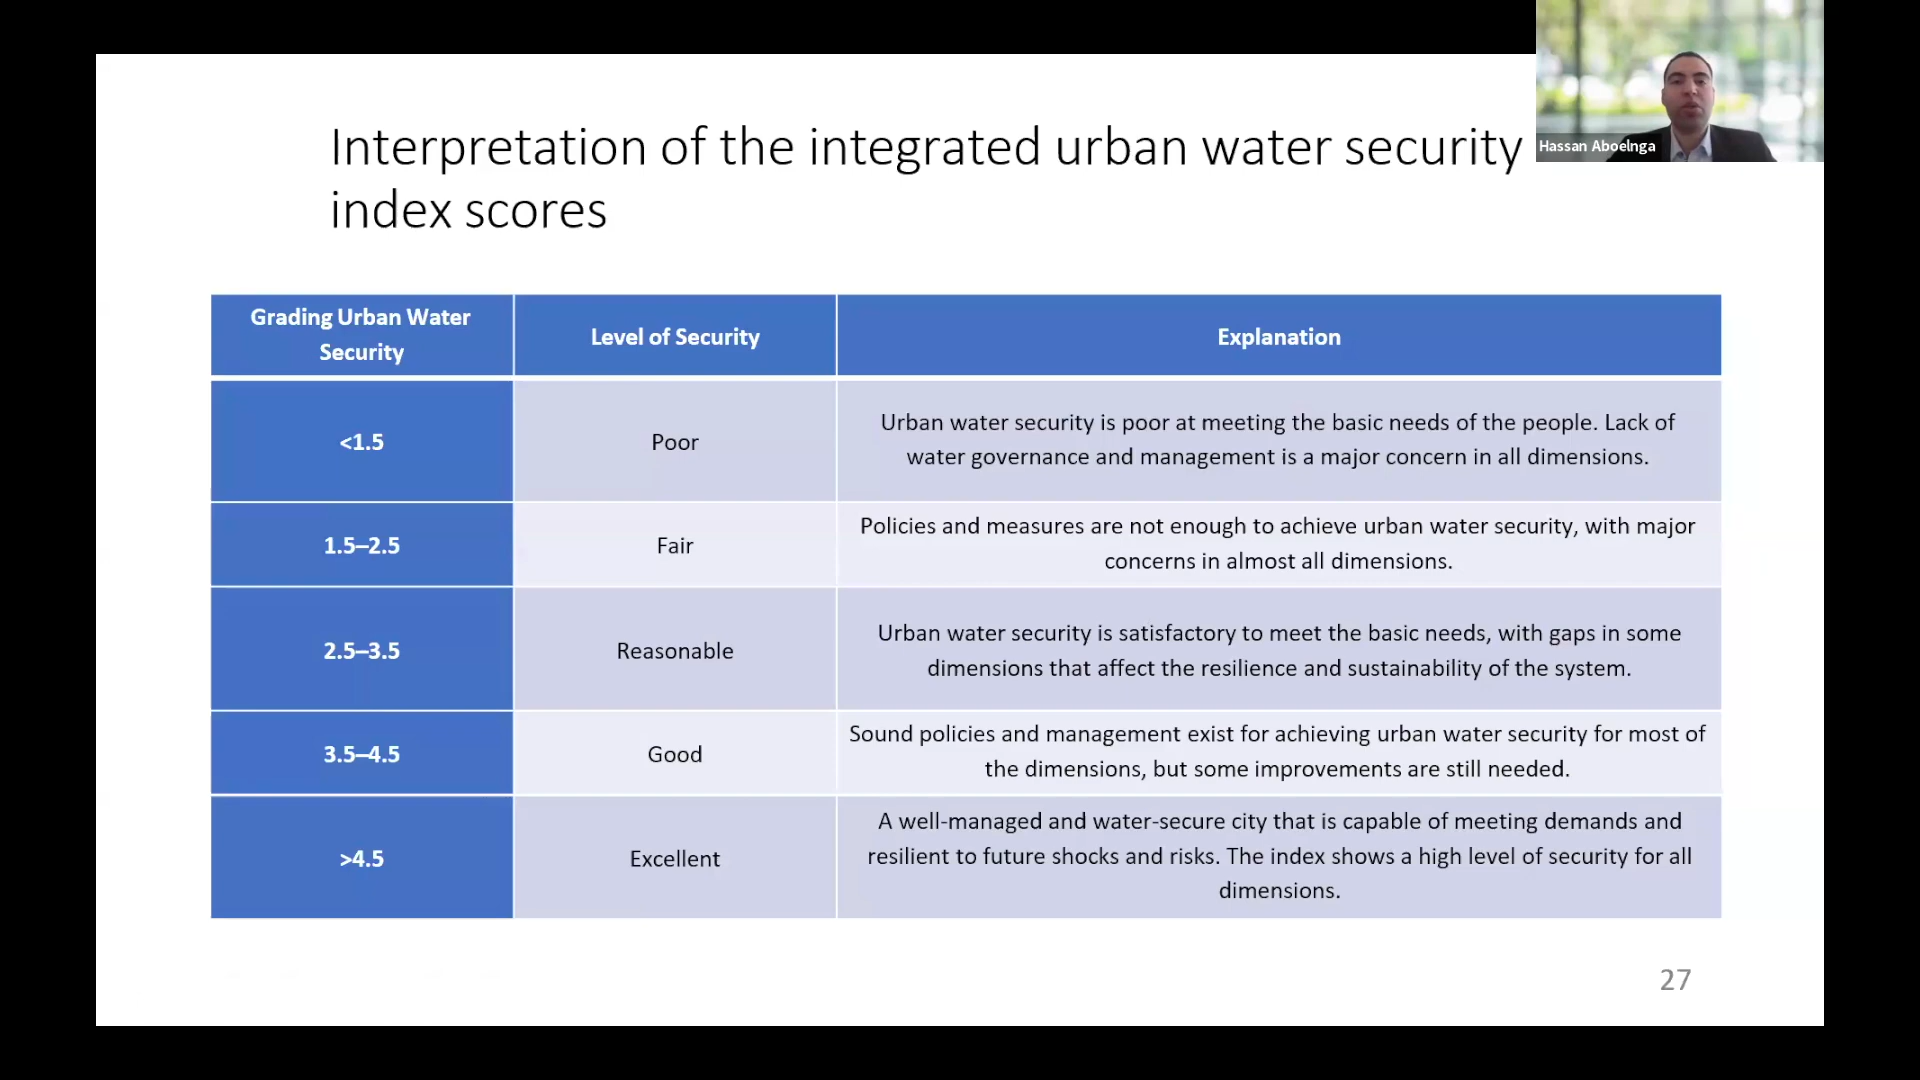 Hassan Aboelnga
Interpretation of the integrated urban water security
index scores
Grading Urban Water
Security
Level of Security
Explanation
<1.5
Poor
Urban water security is poor at meeting the basic needs of the people. Lack of
water governance and management is a major concern in all dimensions.
1.5–2.5
Fair
Policies and measures are not enough to achieve urban water security, with major
concerns in almost all dimensions.
2.5–3.5
Reasonable
Urban water security is satisfactory to meet the basic needs, with gaps in some
dimensions that affect the resilience and sustainability of the system.
3.5–4.5
Good
Sound policies and management exist for achieving urban water security for most of
the dimensions, but some improvements are still needed.
>4.5
Excellent
A well-managed and water-secure city that is capable of meeting demands and
resilient to future shocks and risks. The index shows a high level of security for all
dimensions.
27